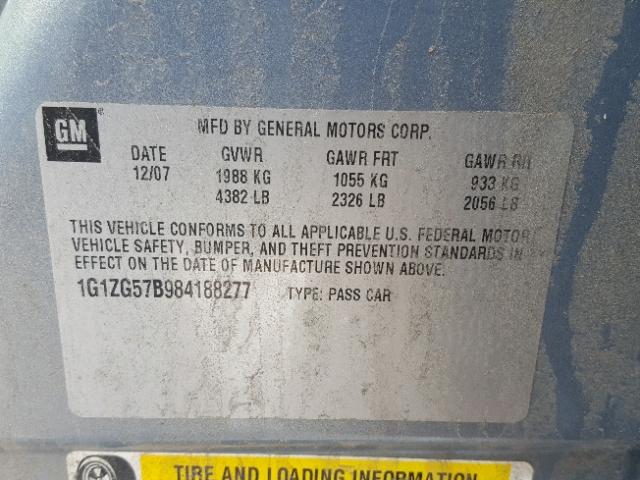 GM
MFD BY GENERAL MOTORS CORP.
DATE GVWR GAWR FRT GAWR RR
12/07 1988 KG 1055 KG 933 KG
4382 LB 2326 LB 2056 LB
THIS VEHICLE CONFORMS TO ALL APPLICABLE U.S. FEDERAL MOTOR
VEHICLE SAFETY, BUMPER, AND THEFT PREVENTION STANDARDS IN
EFFECT ON THE DATE OF MANUFACTURE SHOWN ABOVE.
1G1ZG57B984188277 TYPE: PASS CAR
TIRE AND LOADING INFORMATION